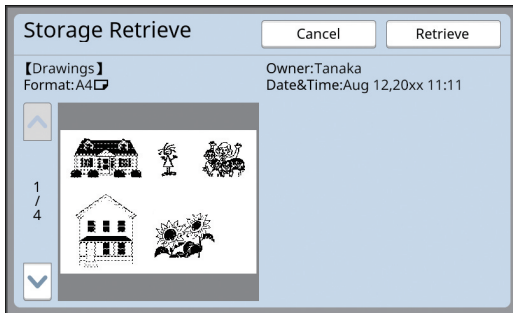 Storage Retrieve
Cancel
Retrieve
【Drawings】
Format:A4
Owner:Tanaka
Date&Time:Aug 12,20xx 11:11
1
/
4